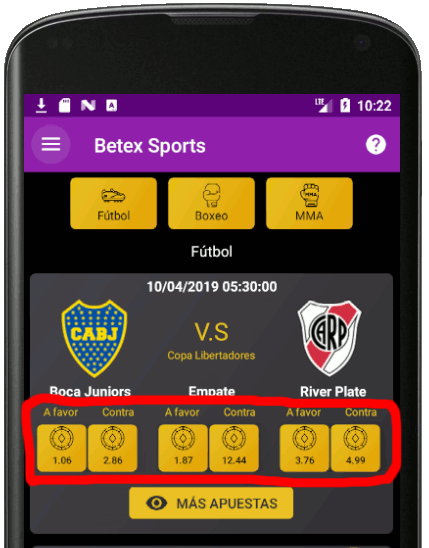 LTE 10:22
Betex Sports ?
MMA
Fútbol Boxeo MMA
Fútbol
10/04/2019 05:30:00
CABJ V.S CARP
Copa Libertadores
Boca Juniors Empate River Plate
A favor Contra A favor Contra A favor Contra
1.06 2.86 1.87 12.44 3.76 4.99
MÁS APUESTAS